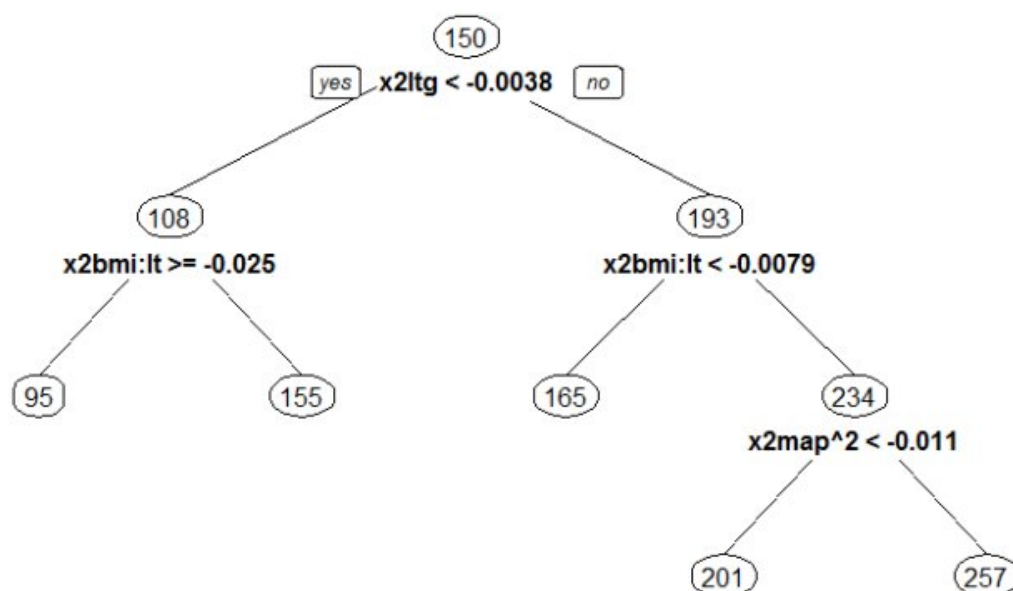 150
yes x2ltg < -0.0038 no
108 193
x2bmi:lt >= -0.025 x2bmi:lt < -0.0079
95 155 165 234
x2map^2 < -0.011
201 257